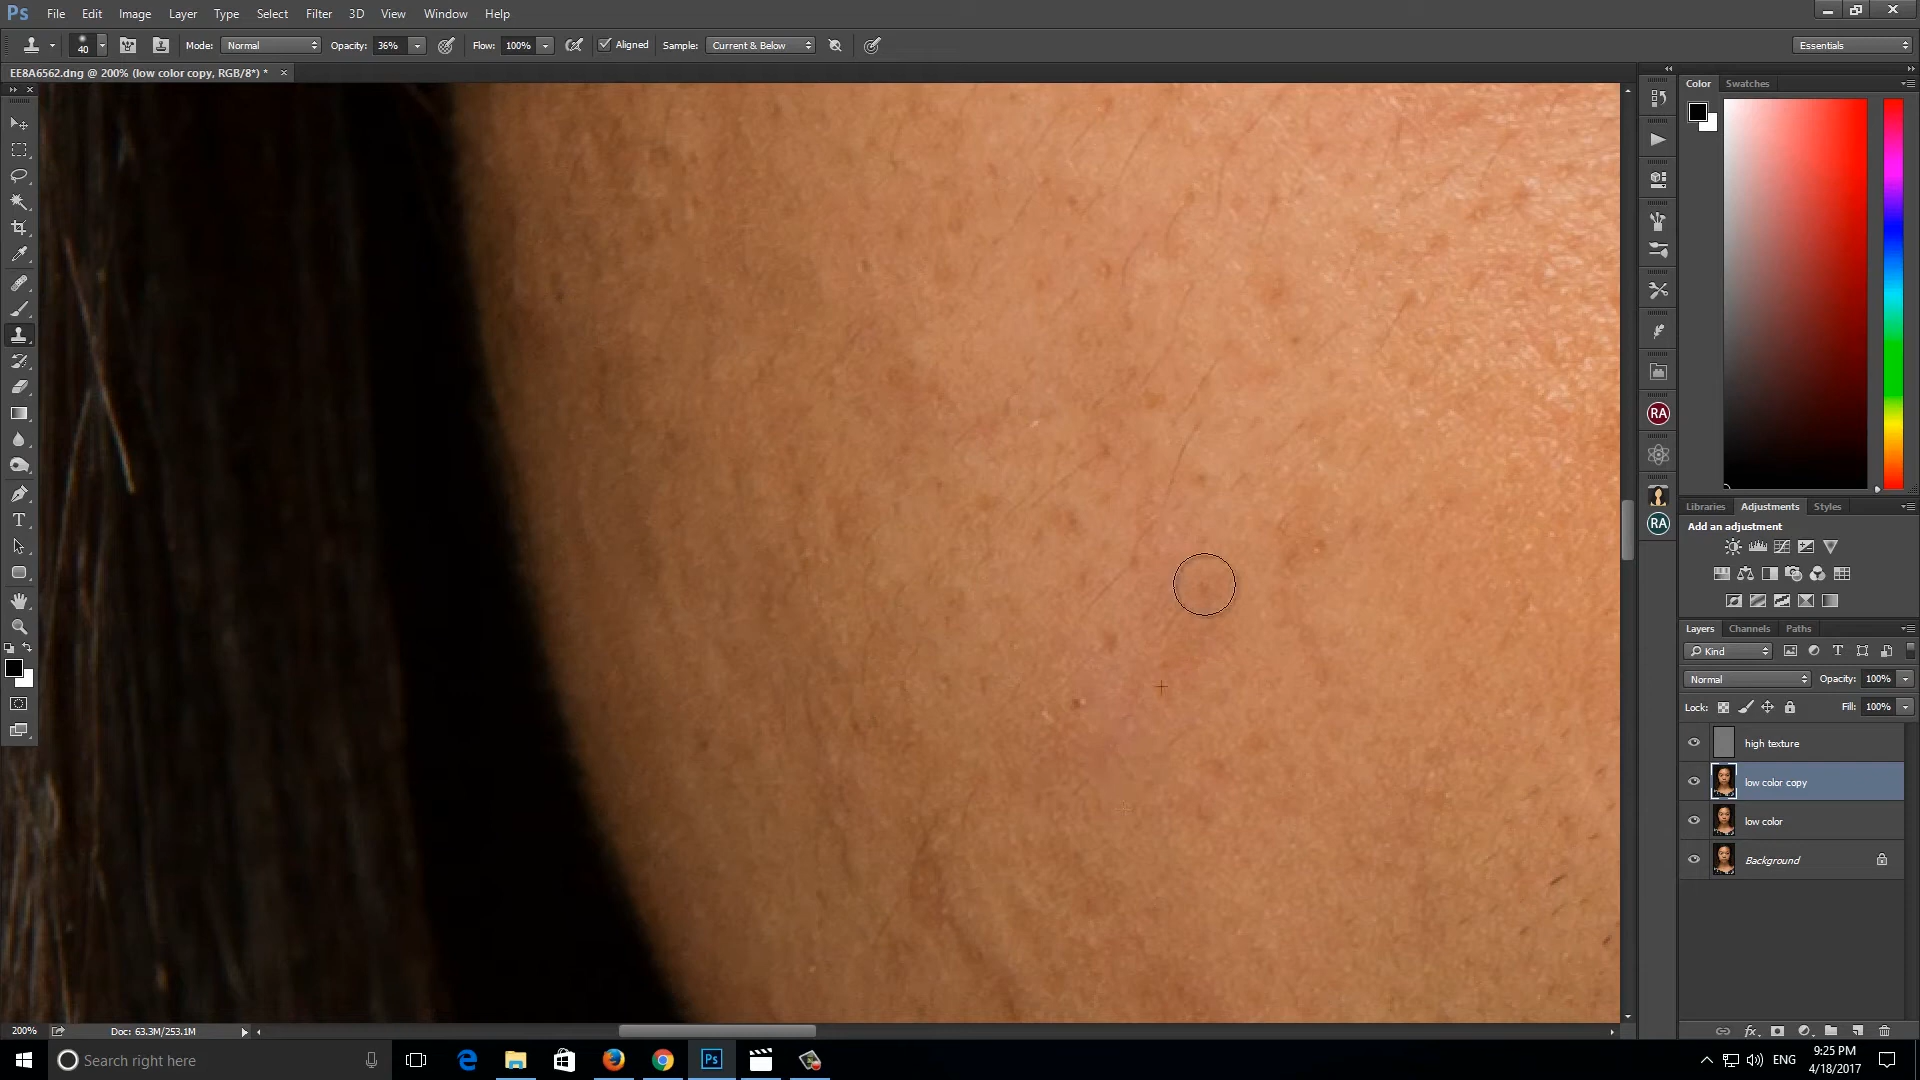 Ps File Edit Image Layer Type Select Filter 3D View Window Help
40 Mode: Normal Opacity: 36% Flow: 100% Aligned Sample: Current & Below Essentials
EE8A6562.dng @ 200% (low color copy, RGB/8*) * ×
Color Swatches
RA
RA
Libraries Adjustments Styles
Add an adjustment
Layers Channels Paths
Kind
Normal Opacity: 100%
Lock: Fill: 100%
high texture
low color copy
low color
Background
200% Doc: 63.3M/253.1M
Search right here
Ps
ENG
9:25 PM
4/18/2017